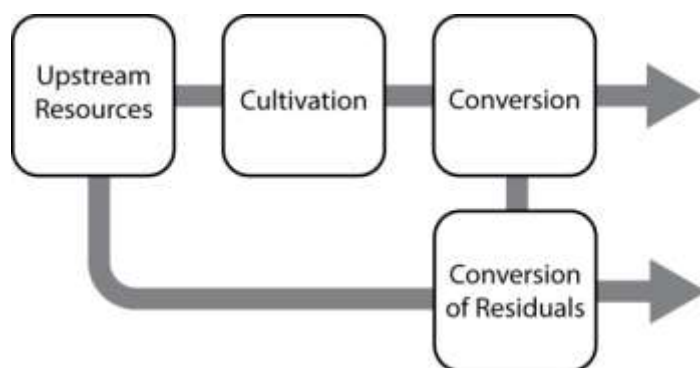 Upstream
Resources
Cultivation
Conversion
Conversion
of Residuals